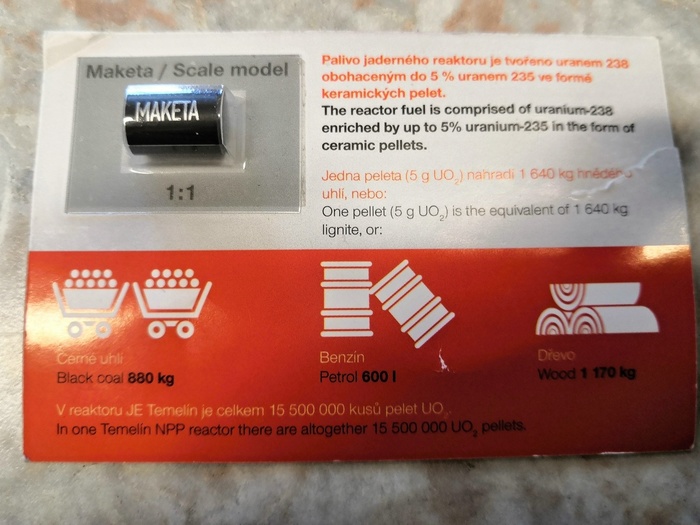 Maketa / Scale model
MAKETA
1:1
Palivo jaderného reaktoru je tvořeno uranem 238
obohaceným do 5 % uranem 235 ve formě
keramických pelet.
The reactor fuel is comprised of uranium-238
enriched by up to 5% uranium-235 in the form of
ceramic pellets.
Jedna peleta (5 g UO₂) nahradí 1 640 kg hnědého
uhlí, nebo:
One pellet (5 g UO₂) is the equivalent of 1 640 kg
lignite, or:
Černé uhlí
Black coal 880 kg
Benzín
Petrol 600 l
Dřevo
Wood 1 170 kg
V reaktoru JE Temelín je celkem 15 500 000 kusů pelet UO₂.
In one Temelín NPP reactor there are altogether 15 500 000 UO₂ pellets.